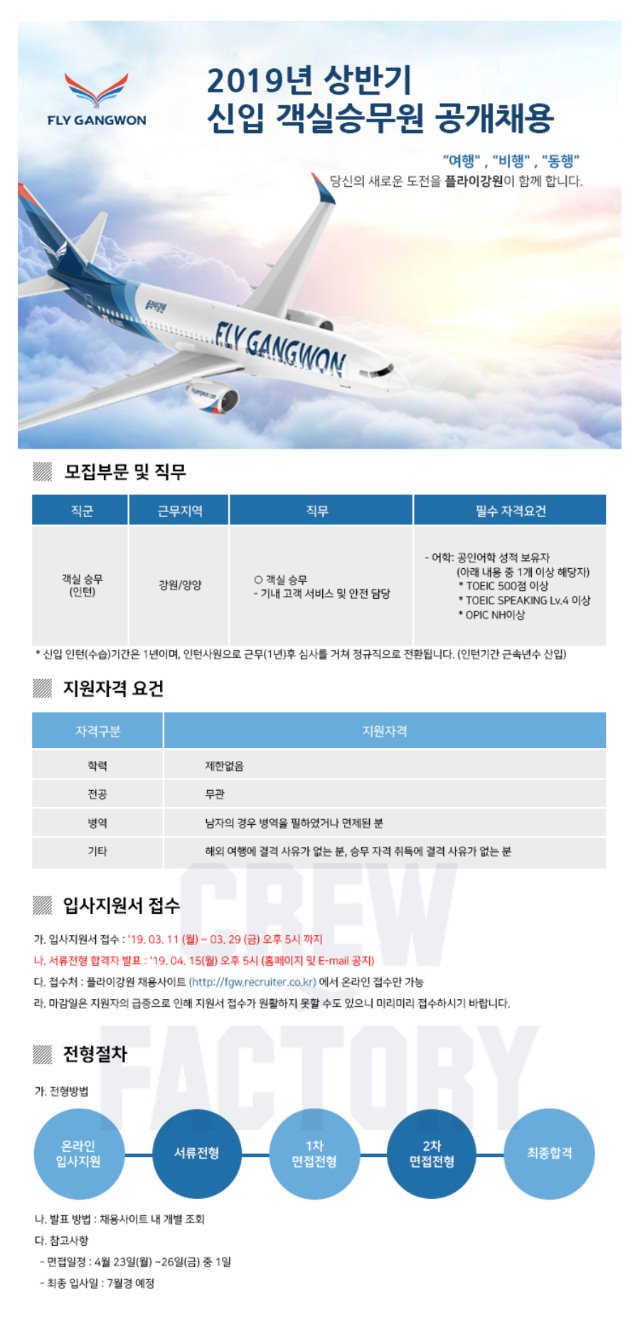 FLY GANGWON
2019년 상반기
신입 객실승무원 공개채용
"여행" , "비행" , "동행"
당신의 새로운 도전을 플라이강원이 함께 합니다.
플라이강원
FLY GANGWON
모집부문 및 직무
직군 근무지역 직무 필수 자격요건
객실 승무
(인턴)
강원/양양
○ 객실 승무
- 기내 고객 서비스 및 안전 담당
- 어학: 공인어학 성적 보유자
(아래 내용 중 1개 이상 해당자)
* TOEIC 500점 이상
* TOEIC SPEAKING Lv.4 이상
* OPIC NH이상
* 신입 인턴(수습)기간은 1년이며, 인턴사원으로 근무(1년)후 심사를 거쳐 정규직으로 전환됩니다. (인턴기간 근속년수 산입)
지원자격 요건
자격구분 지원자격
학력 제한없음
전공 무관
병역 남자의 경우 병역을 필하였거나 면제된 분
기타 해외 여행에 결격 사유가 없는 분, 승무 자격 취득에 결격 사유가 없는 분
CREW
FACTORY
입사지원서 접수
가. 입사지원서 접수 : '19. 03. 11 (월) ~ 03. 29 (금) 오후 5시 까지
나. 서류전형 합격자 발표 : '19. 04. 15(월) 오후 5시 (홈페이지 및 E-mail 공지)
다. 접수처 : 플라이강원 채용사이트 (http://fgw.recruiter.co.kr) 에서 온라인 접수만 가능
라. 마감일은 지원자의 급증으로 인해 지원서 접수가 원활하지 못할 수도 있으니 미리미리 접수하시기 바랍니다.
전형절차
가. 전형방법
온라인
입사지원
서류전형
1차
면접전형
2차
면접전형
최종합격
나. 발표 방법 : 채용사이트 내 개별 조회
다. 참고사항
- 면접일정 : 4월 23일(월) ~26일(금) 중 1일
- 최종 입사일 : 7월경 예정